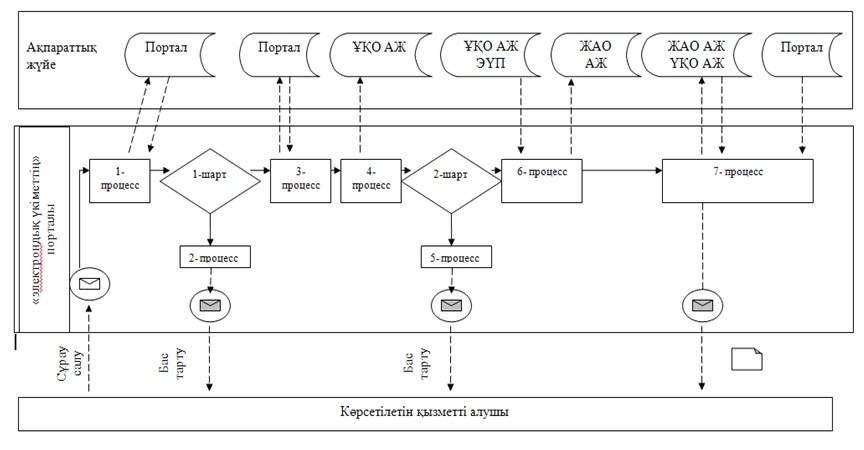 Ақпараттық
жүйе
Портал
Портал
ҰҚО АЖ
ҰҚО АЖ
ЭҮП
ЖАО
АЖ
ЖАО АЖ
ҮҚО АЖ
Портал
«электрондық үкіметтің»
порталы
1-
процесс
1-шарт
3-
процесс
4-
процесс
2-шарт
6- процесс
7- процесс
2- процесс
5- процесс
Сұрау
салу
Бас
тарту
Бас
тарту
Көрсетілетін қызметті алушы